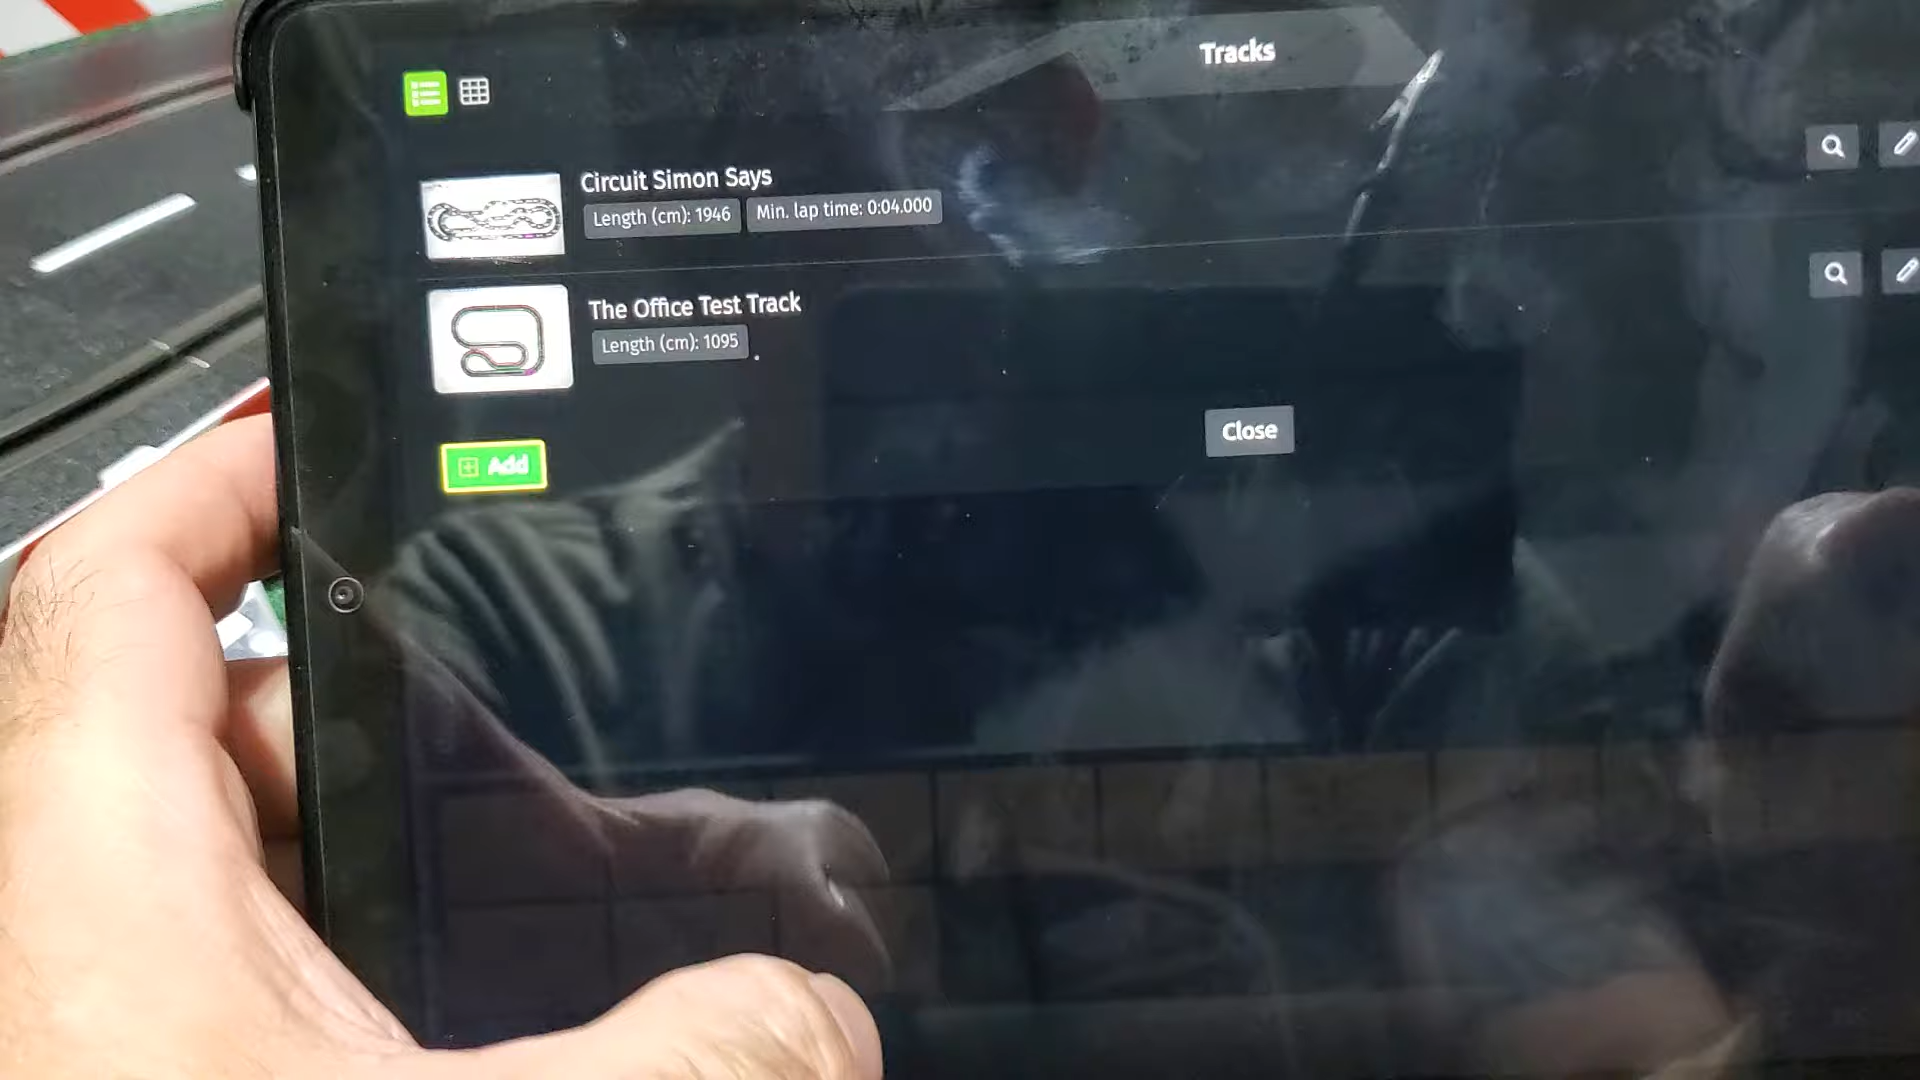 Tracks
Circuit Simon Says
Length (cm): 1946 Min. lap time: 0:04.000
The Office Test Track
Length (cm): 1095
Close
Add